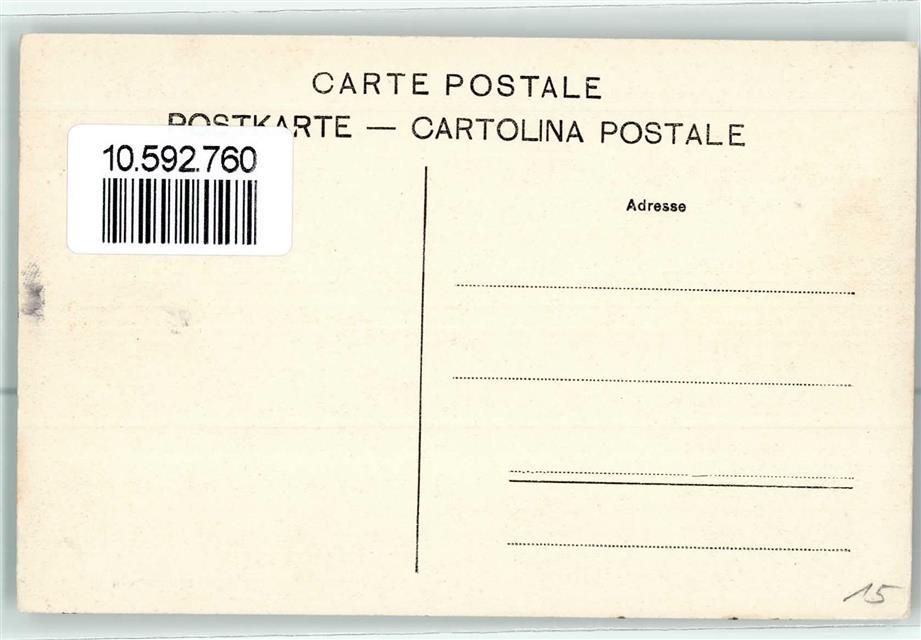 CARTE POSTALE
POSTKARTE — CARTOLINA POSTALE
10.592.760
Adresse
15